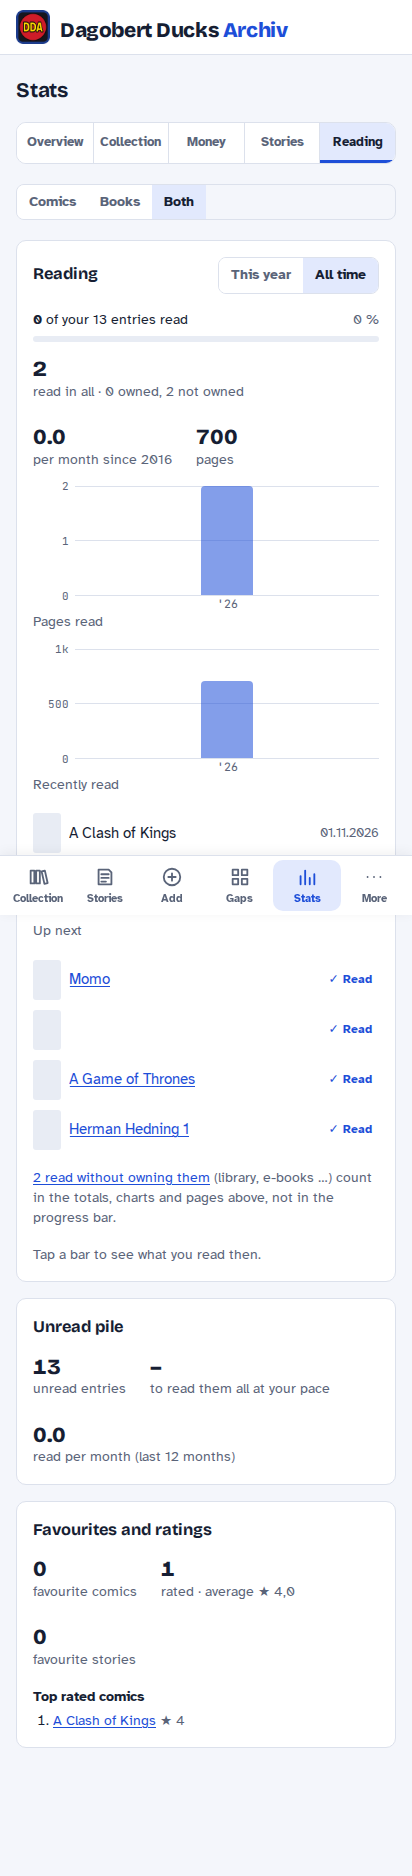 DDA
Dagobert Ducks Archiv
Stats
Overview Collection Money Stories Reading
Comics Books Both
Reading This year All time
0 of your 13 entries read 0 %
2
read in all · 0 owned, 2 not owned
0.0 700
per month since 2016 pages
2
1
0
'26
Pages read
1k
500
0
'26
Recently read
A Clash of Kings 01.11.2026
Collection Stories Add Gaps Stats More
Up next
Momo ✓ Read
✓ Read
A Game of Thrones ✓ Read
Herman Hedning 1 ✓ Read
2 read without owning them (library, e-books …) count
in the totals, charts and pages above, not in the
progress bar.
Tap a bar to see what you read then.
Unread pile
13 –
unread entries to read them all at your pace
0.0
read per month (last 12 months)
Favourites and ratings
0 1
favourite comics rated · average ★ 4,0
0
favourite stories
Top rated comics
1. A Clash of Kings ★ 4